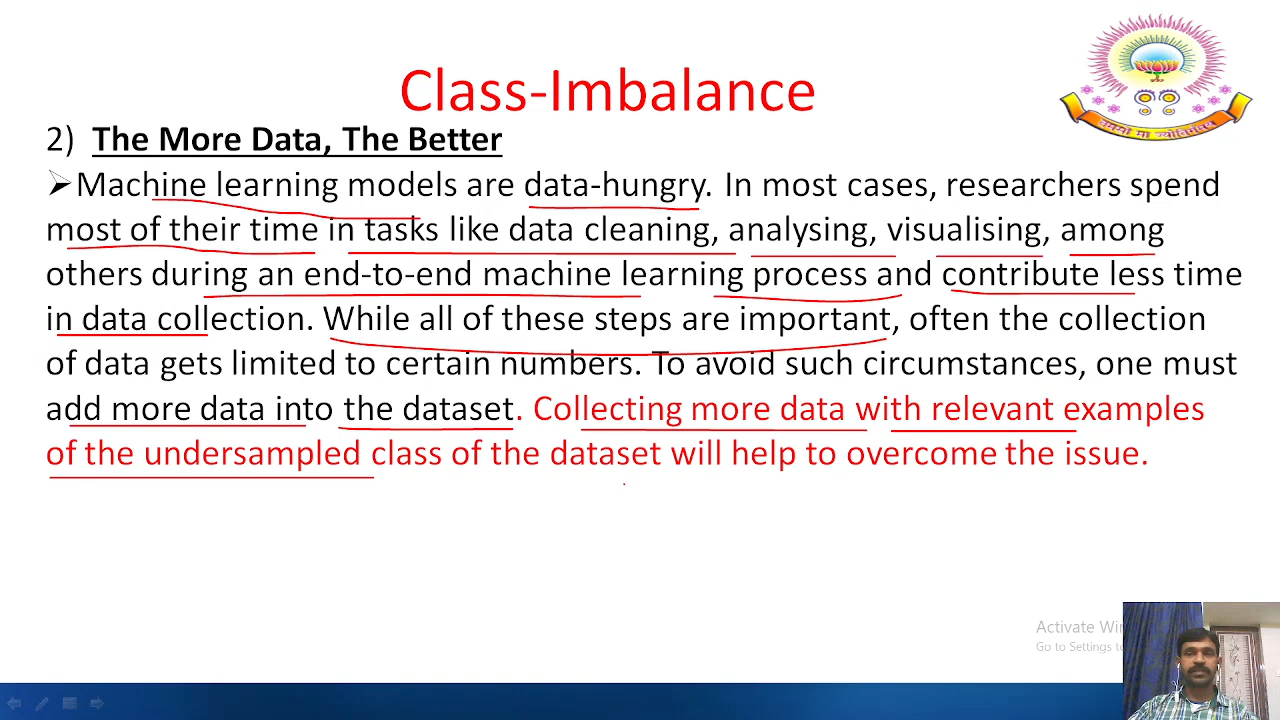 Class-Imbalance
2) The More Data, The Better
➢Machine learning models are data-hungry. In most cases, researchers spend
most of their time in tasks like data cleaning, analysing, visualising, among
others during an end-to-end machine learning process and contribute less time
in data collection. While all of these steps are important, often the collection
of data gets limited to certain numbers. To avoid such circumstances, one must
add more data into the dataset. Collecting more data with relevant examples
of the undersampled class of the dataset will help to overcome the issue.
तमसो मा ज्योतिर्गमय
Activate
Go to Settings